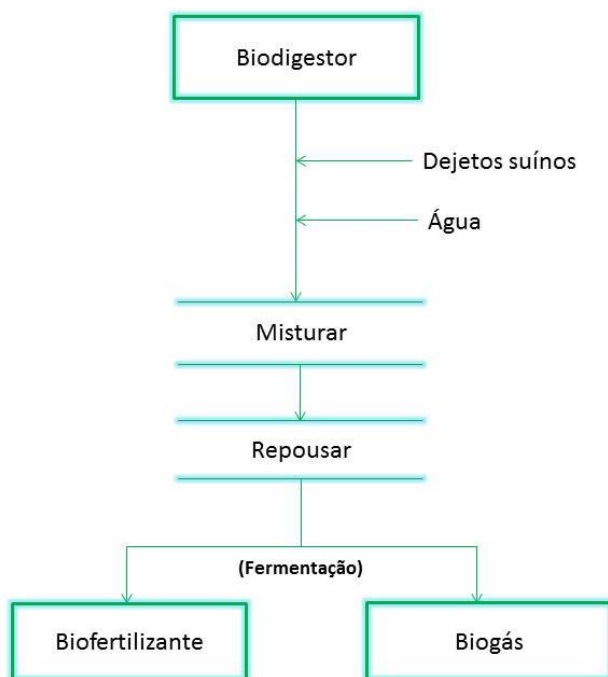 Biodigestor
Dejetos suínos
Água
Misturar
Repousar
(Fermentação)
Biofertilizante
Biogás